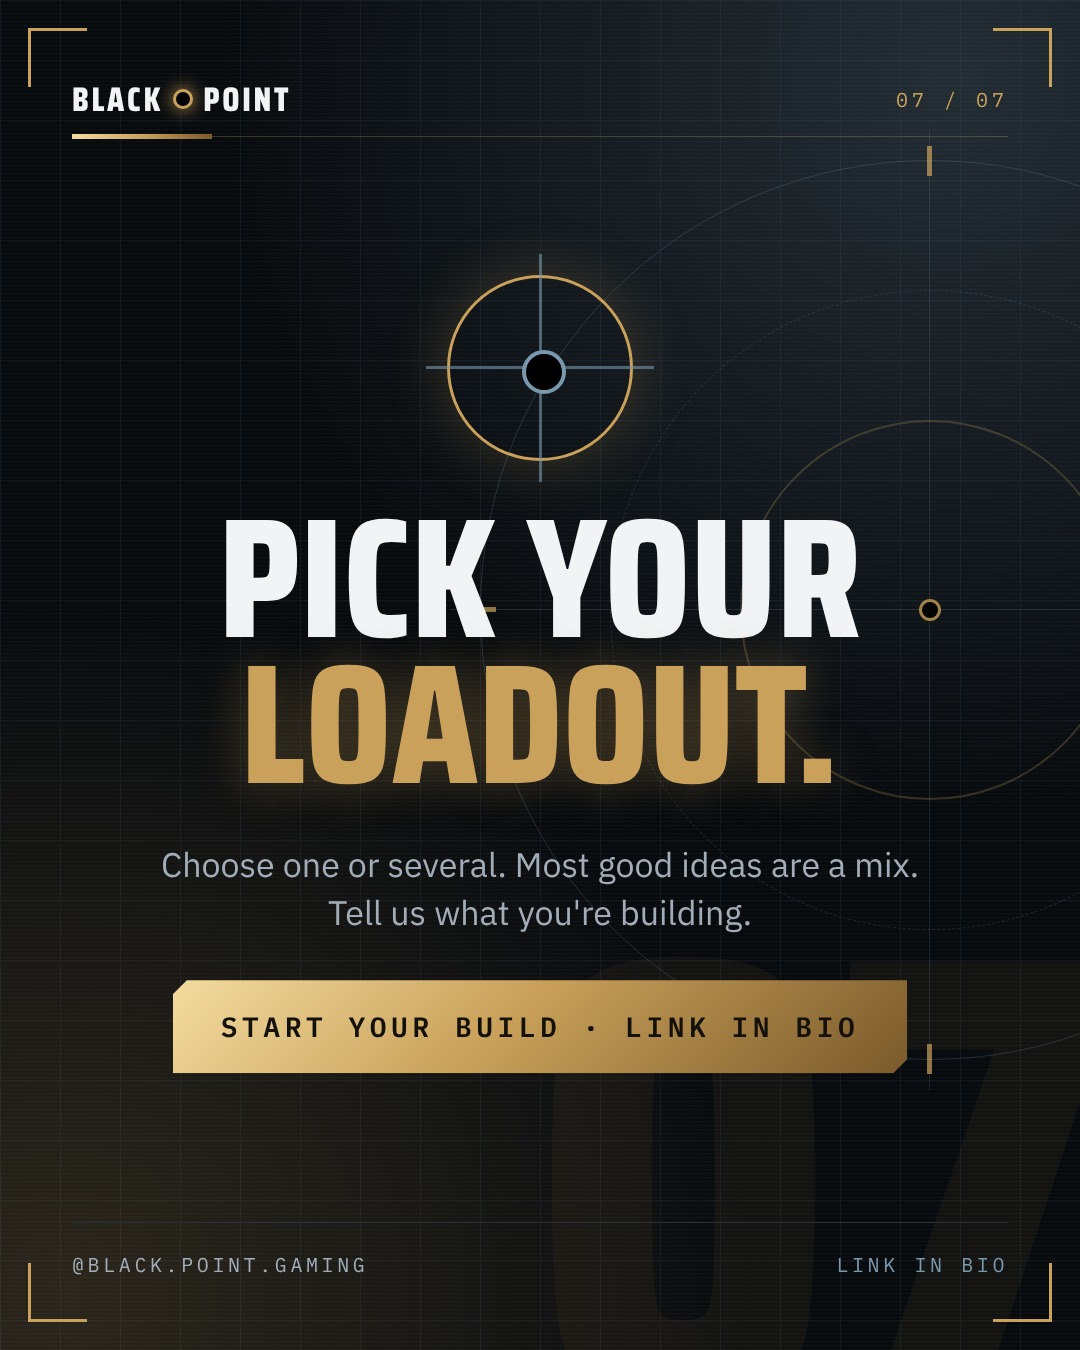 BLACK POINT
07 / 07
PICK YOUR
LOADOUT.
Choose one or several. Most good ideas are a mix.
Tell us what you're building.
START YOUR BUILD · LINK IN BIO
07
@BLACK.POINT.GAMING
LINK IN BIO